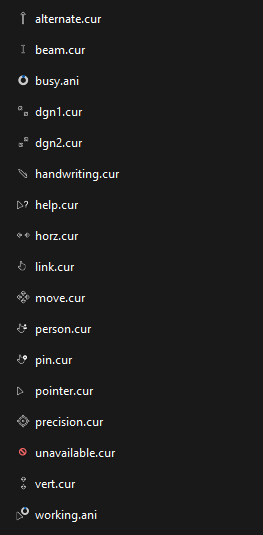 alternate.cur
beam.cur
busy.ani
dgn1.cur
dgn2.cur
handwriting.cur
help.cur
horz.cur
link.cur
move.cur
person.cur
pin.cur
pointer.cur
precision.cur
unavailable.cur
vert.cur
working.ani